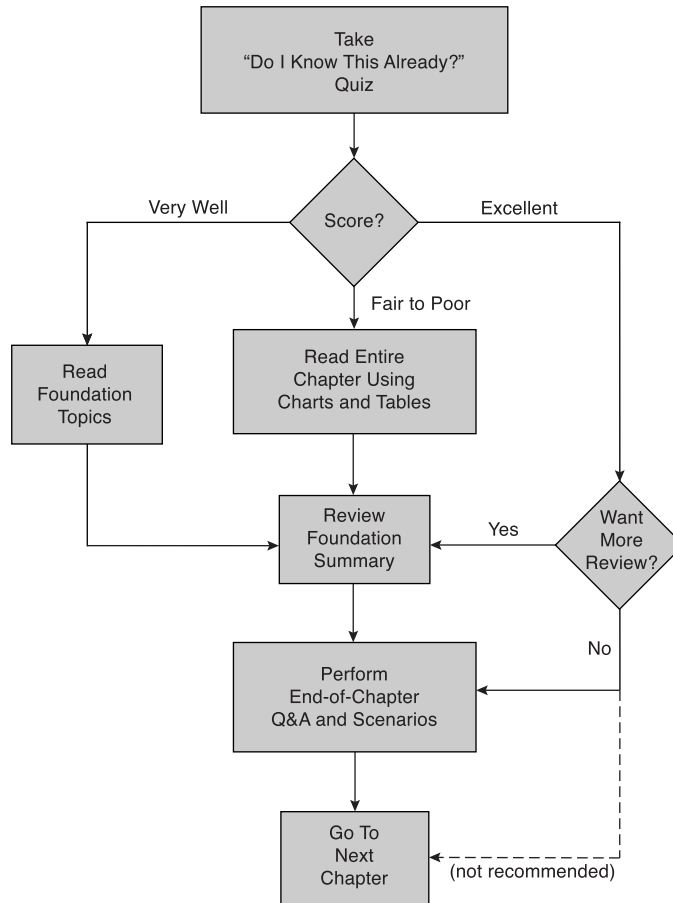 Take
“Do I Know This Already?”
Quiz
Score?
Very Well
Excellent
Fair to Poor
Read
Foundation
Topics
Read Entire
Chapter Using
Charts and Tables
Review
Foundation
Summary
Yes
Want
More
Review?
No
Perform
End-of-Chapter
Q&A and Scenarios
Go To
Next
Chapter
(not recommended)